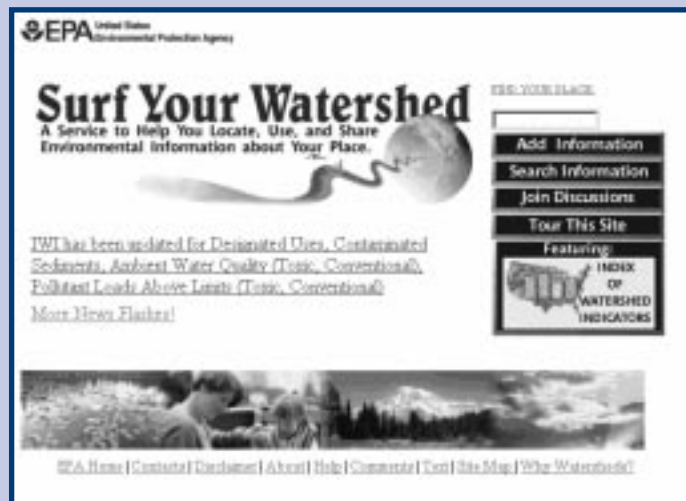 EPA United States
Environmental Protection Agency
Surf Your Watershed
A Service to Help You Locate, Use, and Share
Environmental Information about Your Place.
FIND YOUR PLACE
Add Information
Search Information
Join Discussions
Tour This Site
Featuring:
INDEX
OF
WATERSHED
INDICATORS
IWI has been updated for Designated Uses, Contaminated
Sediments, Ambient Water Quality (Toxic, Conventional),
Pollutant Loads Above Limits (Toxic, Conventional)
More News Flashes!
EPA Home | Contacts | Disclaimer | About | Help | Comments | Text | Site Map | Why Watersheds?